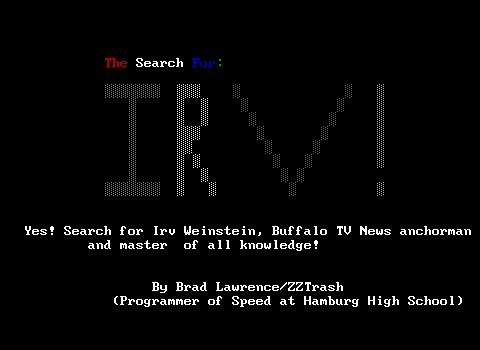 The Search For:
IRV!
Yes! Search for Irv Weinstein, Buffalo TV News anchorman
and master  of all knowledge!
By Brad Lawrence/ZZTrash
(Programmer of Speed at Hamburg High School)